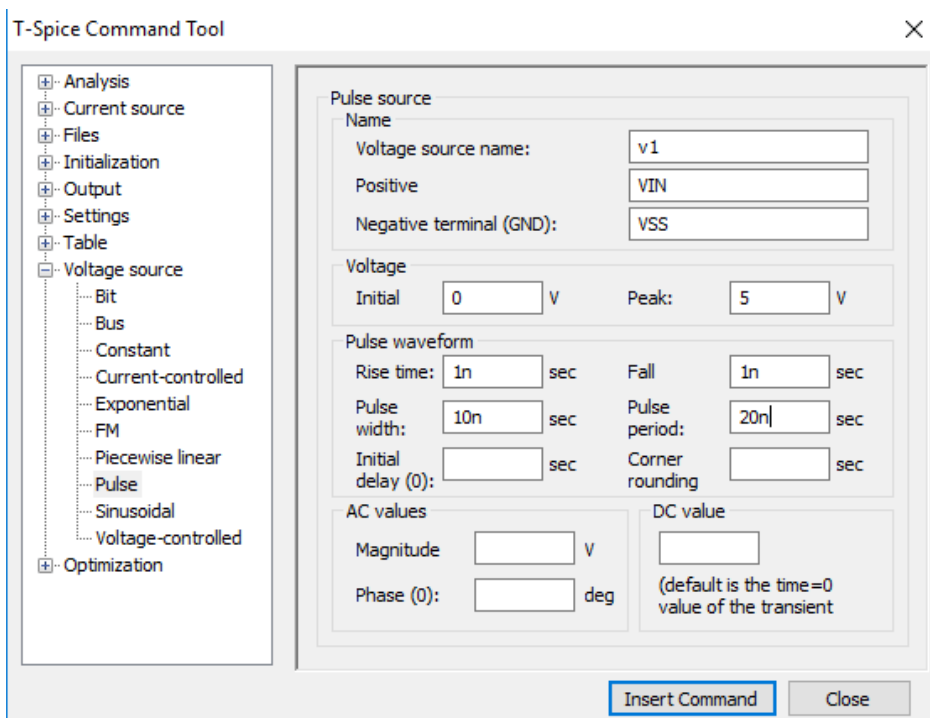 T-Spice Command Tool
Analysis
Current source
Files
Initialization
Output
Settings
Table
Voltage source
Bit
Bus
Constant
Current-controlled
Exponential
FM
Piecewise linear
Pulse
Sinusoidal
Voltage-controlled
Optimization
Pulse source
Name
Voltage source name: v1
Positive VIN
Negative terminal (GND): VSS
Voltage
Initial 0 V Peak: 5 V
Pulse waveform
Rise time: 1n sec Fall 1n sec
Pulse width: 10n sec Pulse period: 20n sec
Initial delay (0): sec Corner rounding sec
AC values
Magnitude V
Phase (0): deg
DC value
(default is the time=0
value of the transient
Insert Command Close